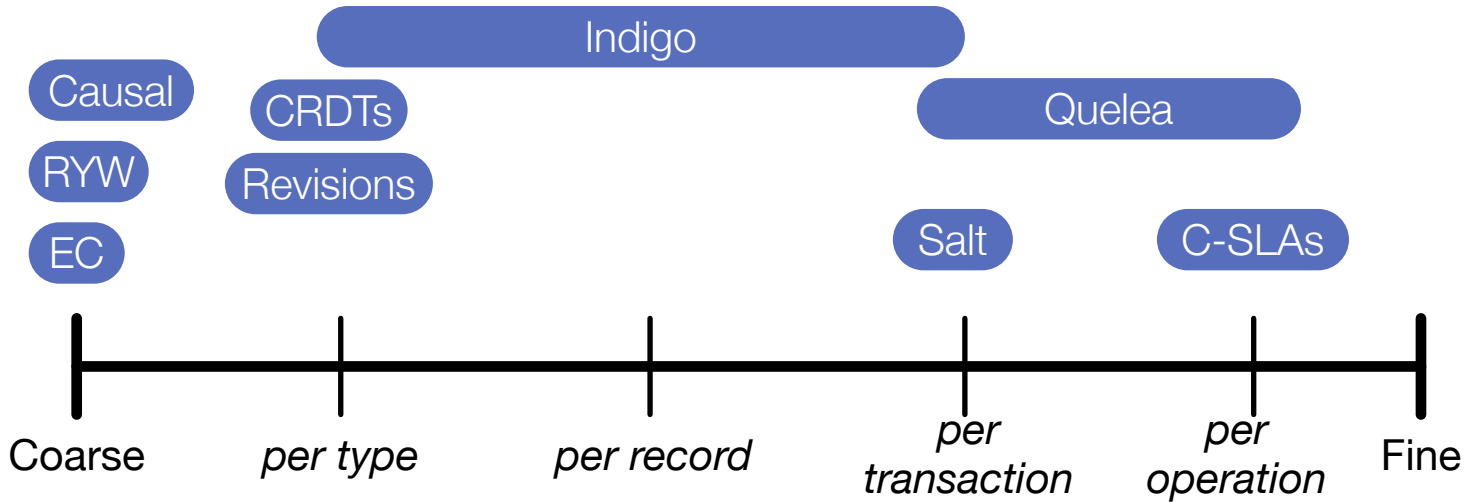 Indigo
Causal
CRDTs
Quelea
RYW
Revisions
EC
Salt
C-SLAs
Coarse
per type
per record
per
transaction
per
operation
Fine